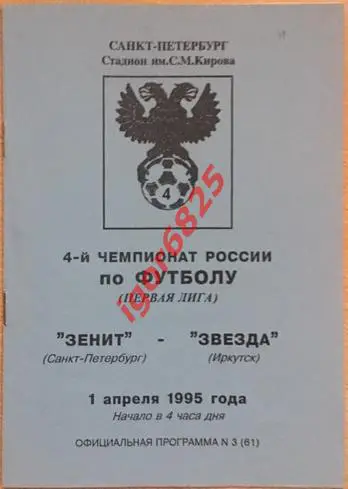 САНКТ-ПЕТЕРБУРГ
Стадион им.С.М.Кирова
4
4-й ЧЕМПИОНАТ РОССИИ
по ФУТБОЛУ
(ПЕРВАЯ ЛИГА)
"ЗЕНИТ" - "ЗВЕЗДА"
(Санкт-Петербург) (Иркутск)
1 апреля 1995 года
Начало в 4 часа дня
ОФИЦИАЛЬНАЯ ПРОГРАММА N 3 (61)
igor6825